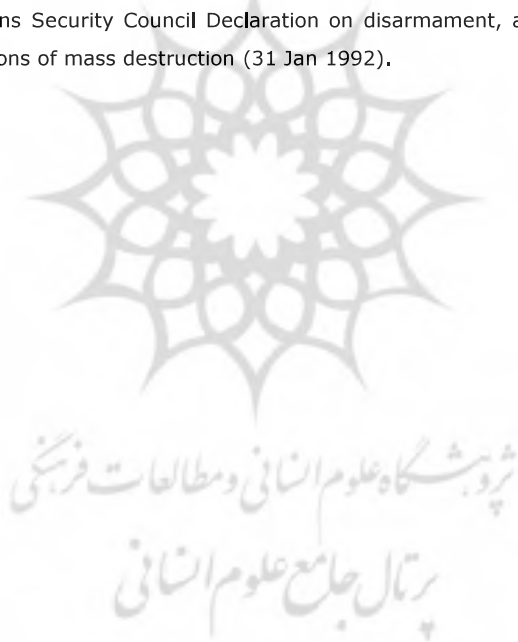 ns Security Council Declaration on disarmament, a
ons of mass destruction (31 Jan 1992).
پژوهشگاه علوم انسانی و مطالعات فرهنگی
پرتال جامع علوم انسانی